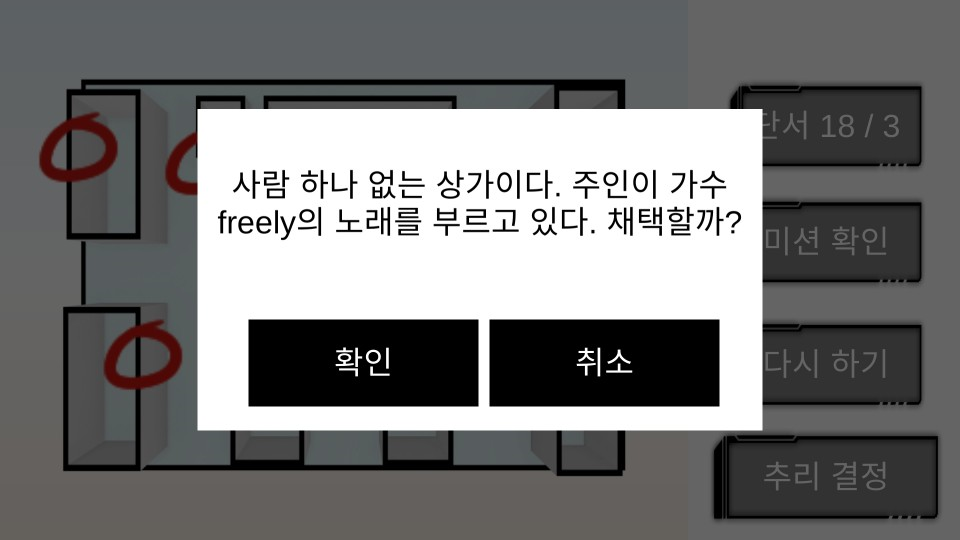 사람 하나 없는 상가이다. 주인이 가수
freely의 노래를 부르고 있다. 채택할까?
확인
취소
단서 18 / 3
미션 확인
다시 하기
추리 결정